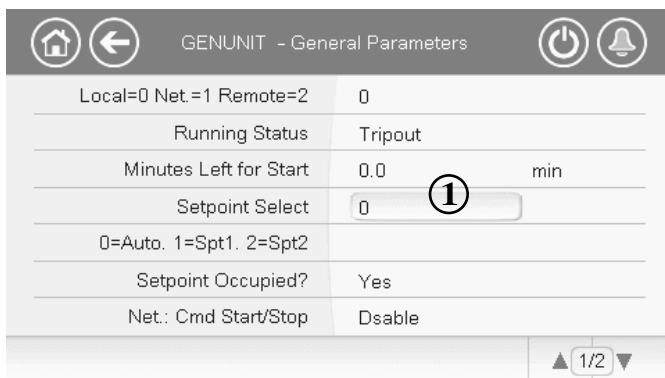 GENUNIT - General Parameters
Local=0 Net.=1 Remote=2 0
Running Status Tripout
Minutes Left for Start 0.0 min
Setpoint Select 0 1
0=Auto. 1=Spt1. 2=Spt2
Setpoint Occupied? Yes
Net.: Cmd Start/Stop Dsable
1/2